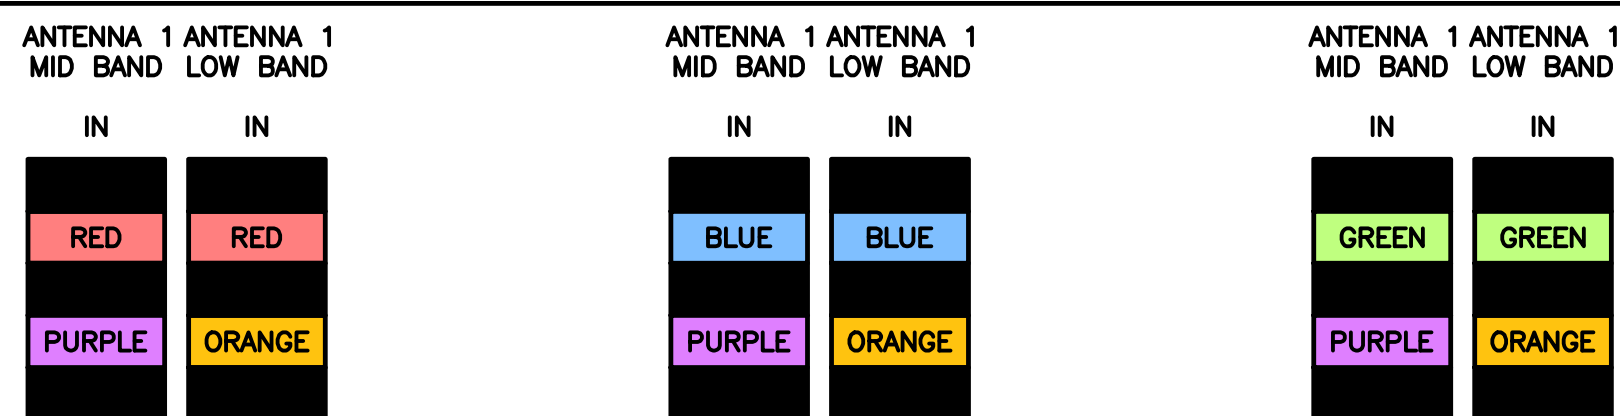 ANTENNA 1 ANTENNA 1 ANTENNA 1 ANTENNA 1 ANTENNA 1 ANTENNA 1
MID BAND LOW BAND MID BAND LOW BAND MID BAND LOW BAND
IN IN IN IN IN IN
RED RED BLUE BLUE GREEN GREEN
PURPLE ORANGE PURPLE ORANGE PURPLE ORANGE